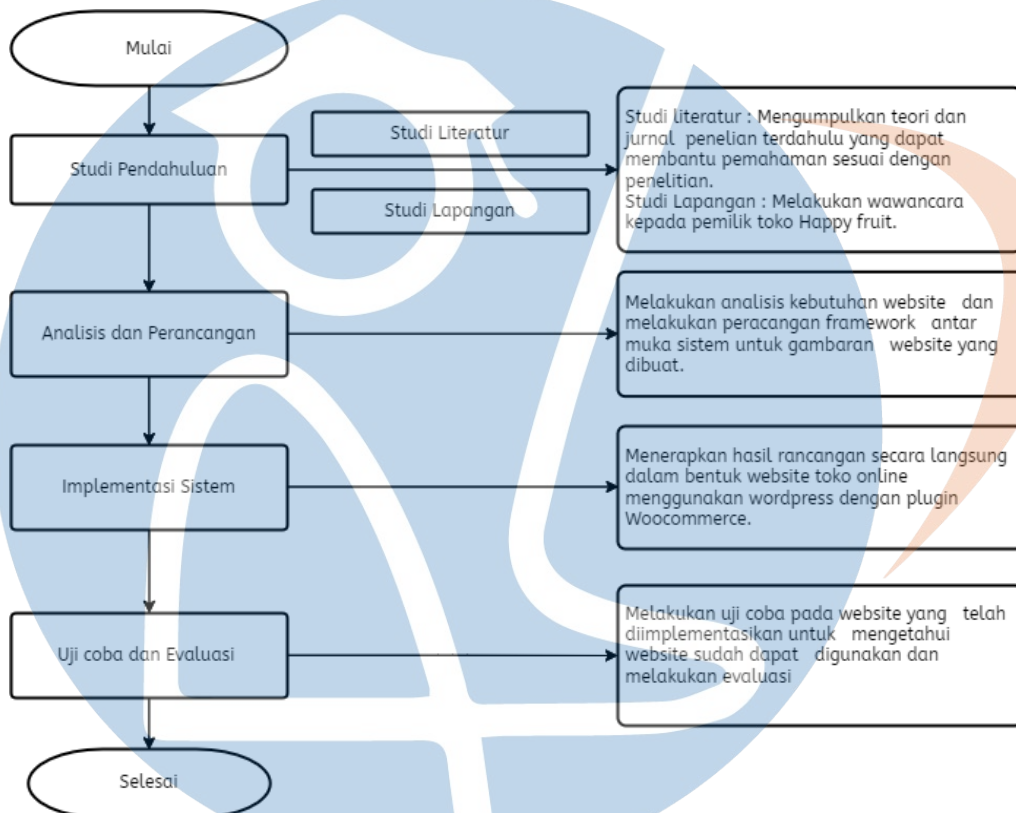 Mulai
Studi Pendahuluan
Studi Literatur
Studi Lapangan
Studi literatur : Mengumpulkan teori dan
jurnal penelian terdahulu yang dapat
membantu pemahaman sesuai dengan
penelitian.
Studi Lapangan : Melakukan wawancara
kepada pemilik toko Happy fruit.
Analisis dan Perancangan
Melakukan analisis kebutuhan website dan
melakukan peracangan framework antar
muka sistem untuk gambaran website yang
dibuat.
Implementasi Sistem
Menerapkan hasil rancangan secara langsung
dalam bentuk website toko online
menggunakan wordpress dengan plugin
Woocommerce.
Uji coba dan Evaluasi
Melakukan uji coba pada website yang telah
diimplementasikan untuk mengetahui
website sudah dapat digunakan dan
melakukan evaluasi
Selesai